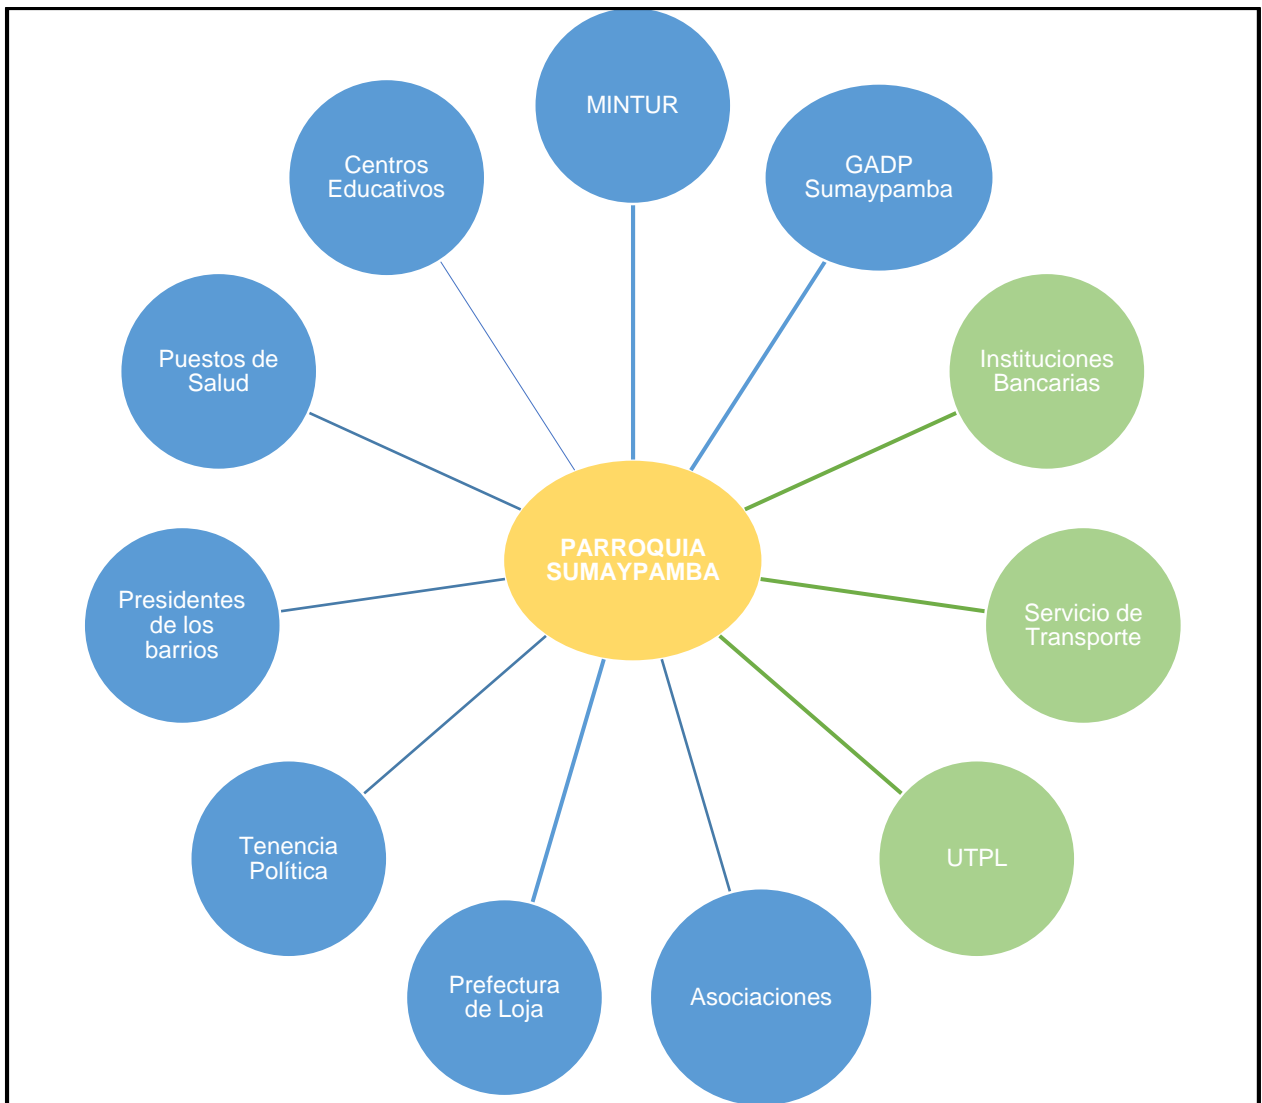 MINTUR
GADP
Sumaypamba
Centros
Educativos
Instituciones
Bancarias
Puestos de
Salud
PARROQUIA
SUMAYPAMBA
Servicio de
Transporte
Presidentes
de los
barrios
UTPL
Tenencia
Política
Asociaciones
Prefectura
de Loja